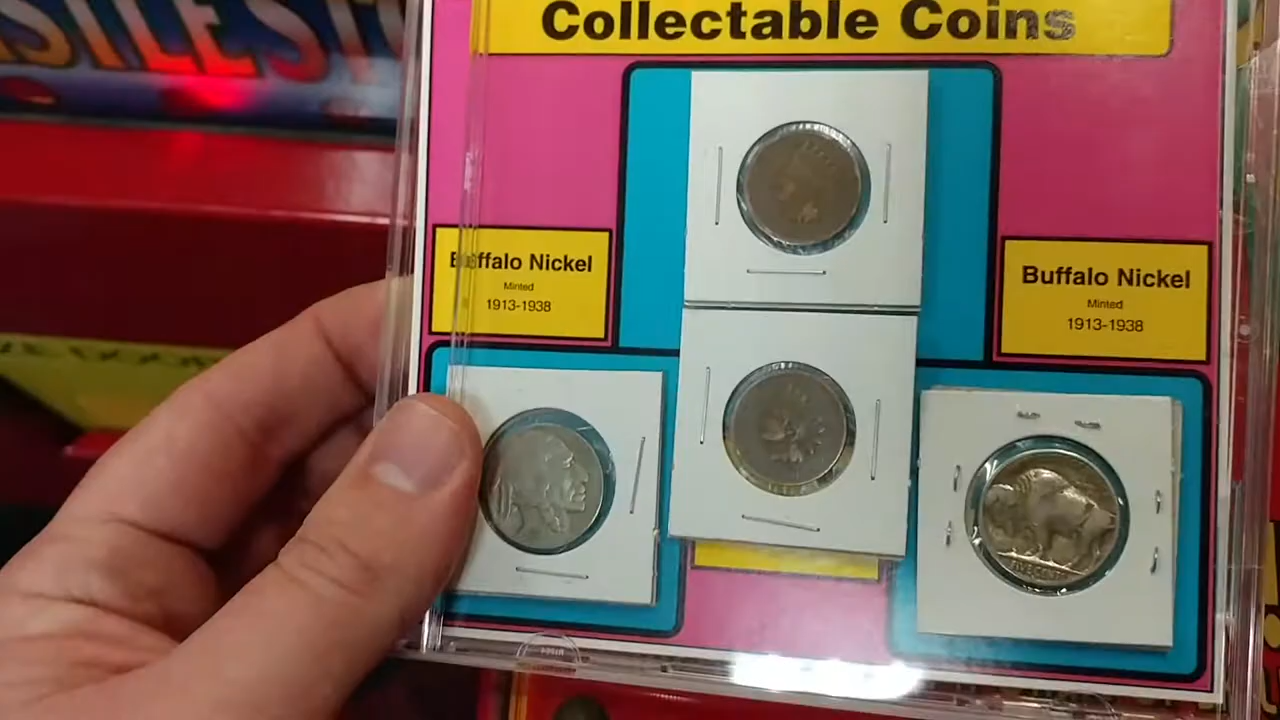 Collectable Coins
Buffalo Nickel
Minted
1913-1938
Buffalo Nickel
Minted
1913-1938
FIVE CENTS